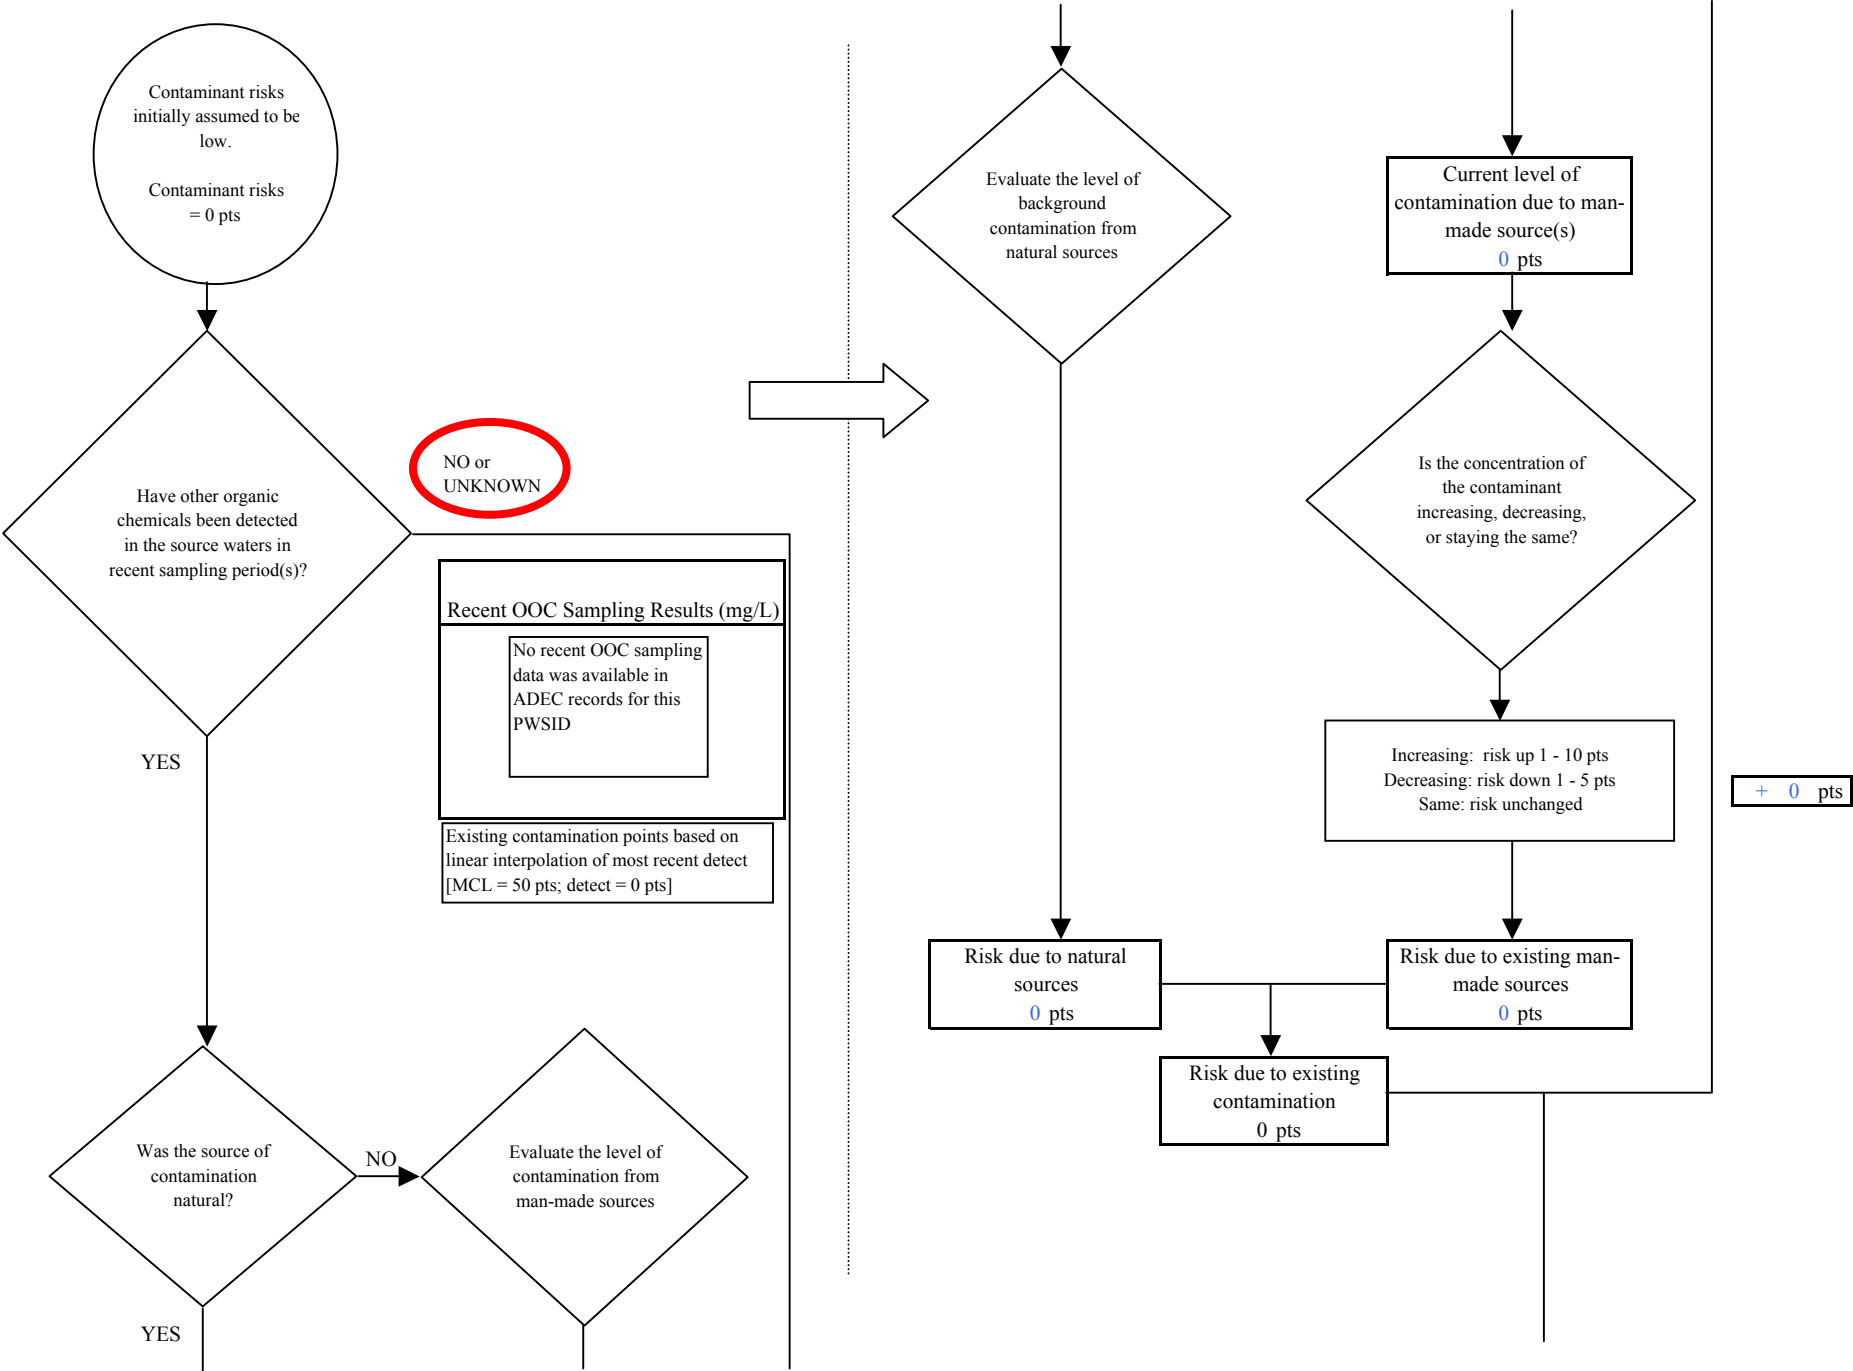 Contaminant risks
initially assumed to be
low.
Contaminant risks
= 0 pts
Have other organic
chemicals been detected
in the source waters in
recent sampling period(s)?
NO or
UNKNOWN
Recent OOC Sampling Results (mg/L)
No recent OOC sampling
data was available in
ADEC records for this
PWSID
Existing contamination points based on
linear interpolation of most recent detect
[MCL = 50 pts; detect = 0 pts]
YES
Was the source of
contamination
natural?
NO
Evaluate the level of
contamination from
man-made sources
YES
Evaluate the level of
background
contamination from
natural sources
Current level of
contamination due to man-
made source(s)
0 pts
Is the concentration of
the contaminant
increasing, decreasing,
or staying the same?
Increasing: risk up 1 - 10 pts
Decreasing: risk down 1 - 5 pts
Same: risk unchanged
+ 0 pts
Risk due to natural
sources
0 pts
Risk due to existing man-
made sources
0 pts
Risk due to existing
contamination
0 pts